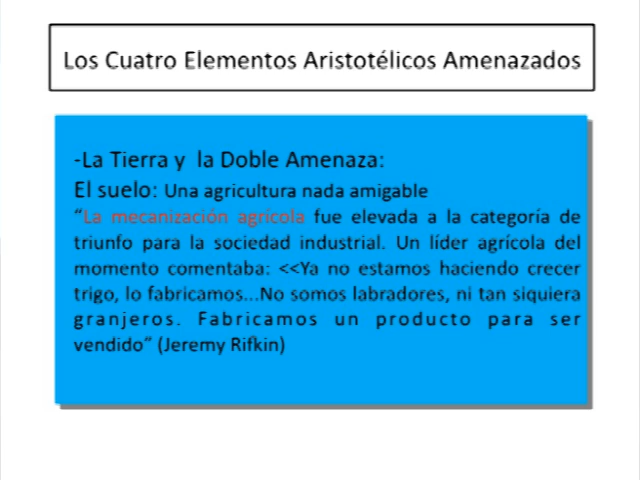 Los Cuatro Elementos Aristotélicos Amenazados
-La Tierra y la Doble Amenaza:
El suelo: Una agricultura nada amigable
“La mecanización agrícola fue elevada a la categoría de
triunfo para la sociedad industrial. Un líder agrícola del
momento comentaba: <<Ya no estamos haciendo crecer
trigo, lo fabricamos...No somos labradores, ni tan siquiera
granjeros. Fabricamos un producto para ser
vendido” (Jeremy Rifkin)